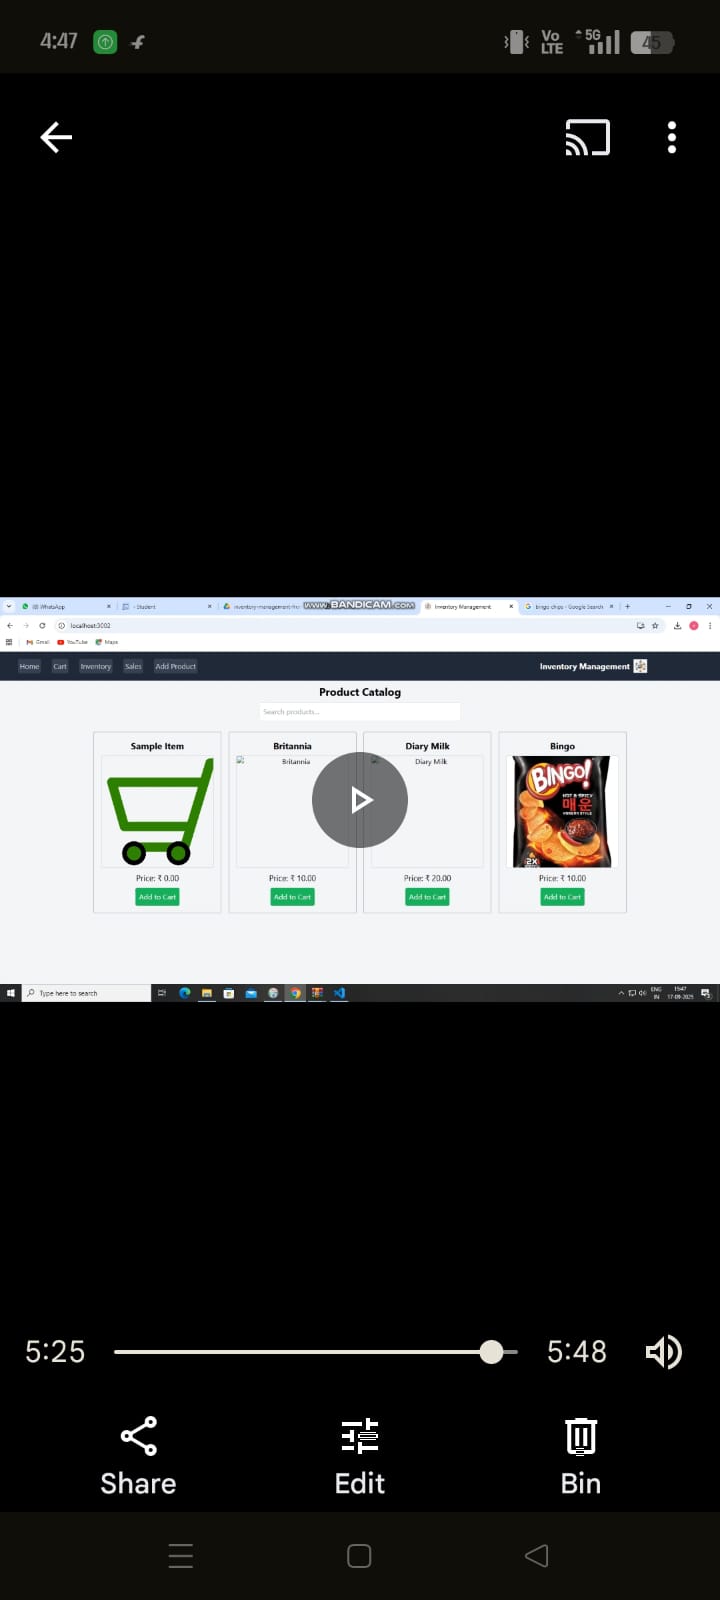 4:47
Vo
LTE
5G
45
WhatsApp
Student
WWW.BANDICAM.COM
Inventory Management
bingo chips - Google Search
localhost:3002
Gmail
YouTube
Maps
Home
Cart
Inventory
Sales
Add Product
Inventory Management
Product Catalog
Search products...
Sample Item
Britannia
Diary Milk
Bingo
Britannia
Diary Milk
BINGO!
HOT & SPICY
매운
KOREAN STYLE
2X
Price: ₹ 0.00
Price: ₹ 10.00
Price: ₹ 20.00
Price: ₹ 10.00
Add to Cart
Add to Cart
Add to Cart
Add to Cart
Type here to search
ENG
IN
15:47
17-09-2025
5:25
5:48
Share
Edit
Bin